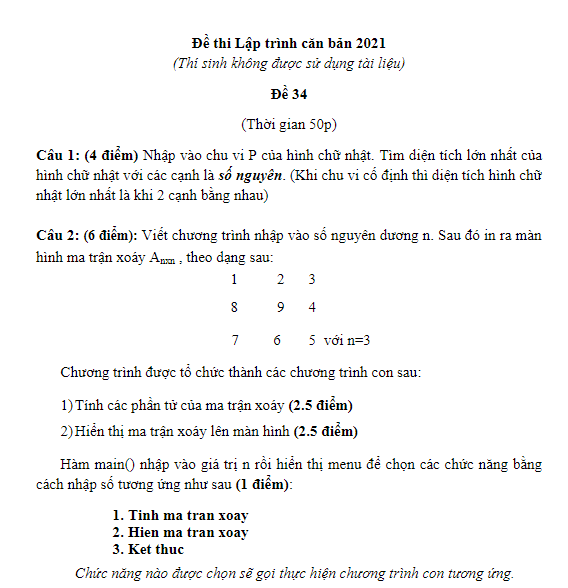 Đề thi Lập trình căn bản 2021
(Thí sinh không được sử dụng tài liệu)
Đề 34
(Thời gian 50p)
Câu 1: (4 điểm) Nhập vào chu vi P của hình chữ nhật. Tìm diện tích lớn nhất của
hình chữ nhật với các cạnh là số nguyên. (Khi chu vi cố định thì diện tích hình chữ
nhật lớn nhất là khi 2 cạnh bằng nhau)
Câu 2: (6 điểm): Viết chương trình nhập vào số nguyên dương n. Sau đó in ra màn
hình ma trận xoáy Anxn , theo dạng sau:
1 2 3
8 9 4
7 6 5 với n=3
Chương trình được tổ chức thành các chương trình con sau:
1) Tính các phần tử của ma trận xoáy (2.5 điểm)
2) Hiển thị ma trận xoáy lên màn hình (2.5 điểm)
Hàm main() nhập vào giá trị n rồi hiển thị menu để chọn các chức năng bằng
cách nhập số tương ứng như sau (1 điểm):
1. Tinh ma tran xoay
2. Hien ma tran xoay
3. Ket thuc
Chức năng nào được chọn sẽ gọi thực hiện chương trình con tương ứng.